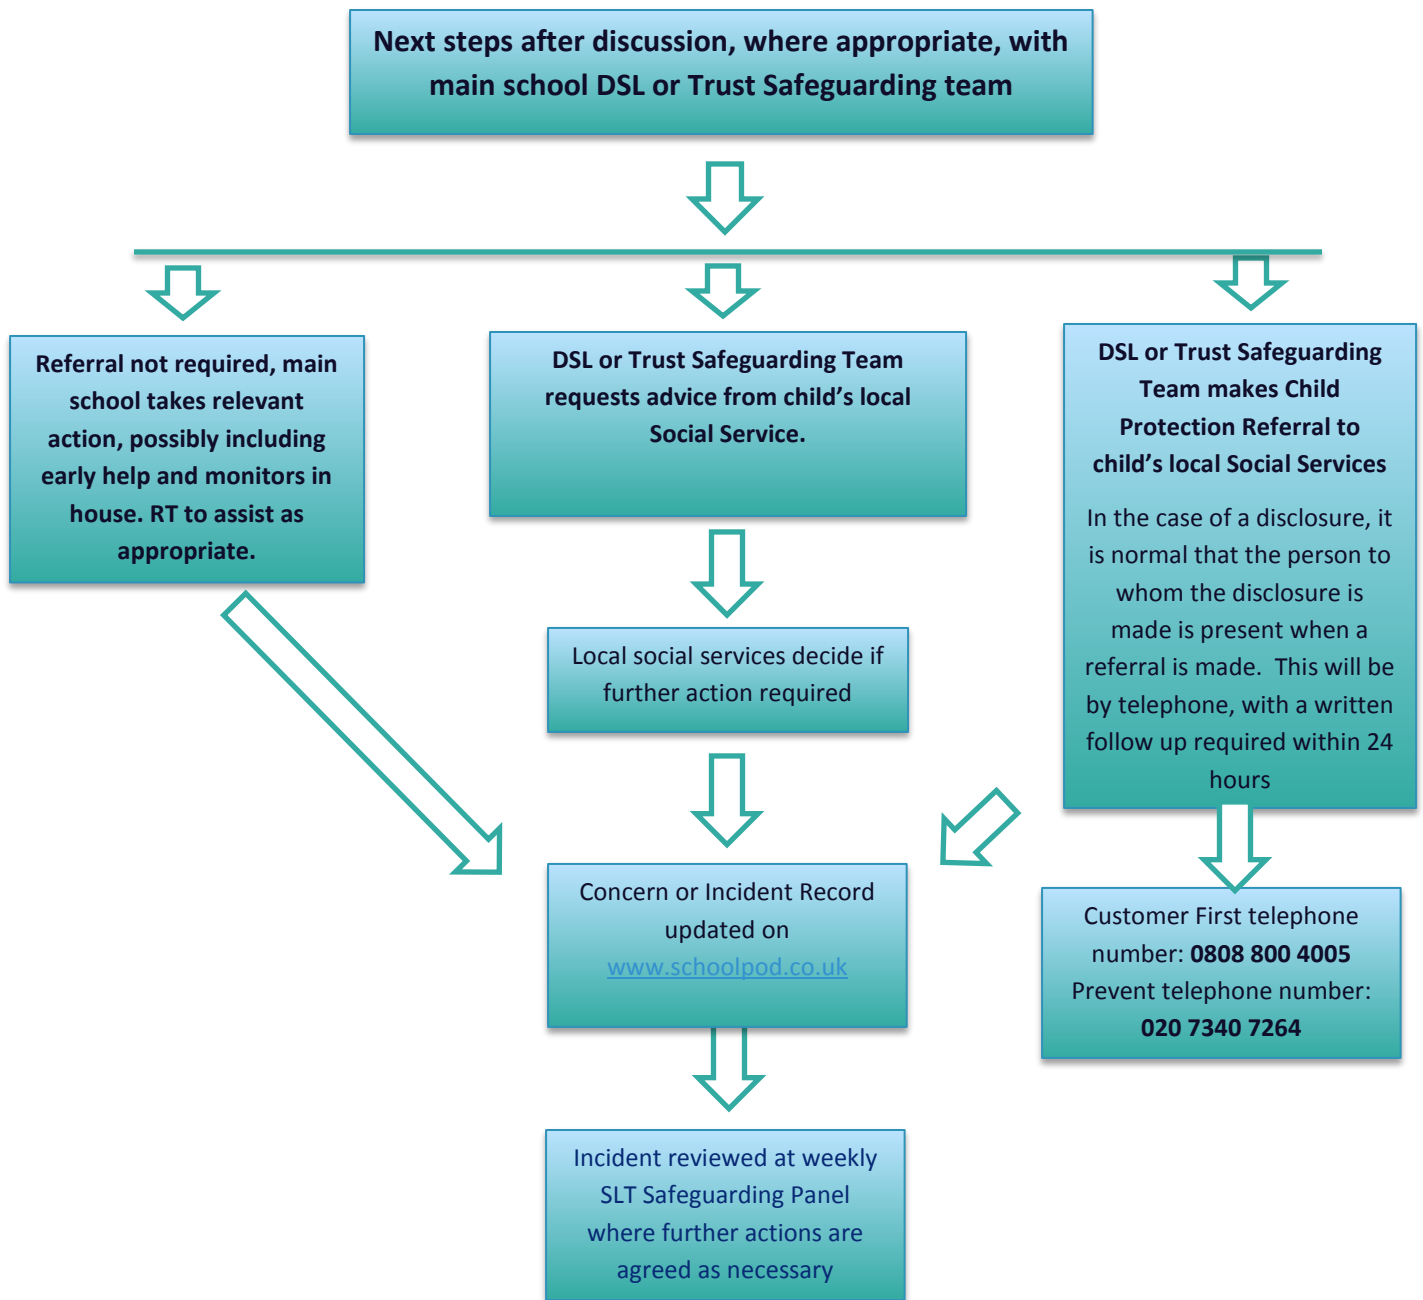 Next steps after discussion, where appropriate, with
main school DSL or Trust Safeguarding team
Referral not required, main
school takes relevant
action, possibly including
early help and monitors in
house. RT to assist as
appropriate.
DSL or Trust Safeguarding Team
requests advice from child’s local
Social Service.
DSL or Trust Safeguarding
Team makes Child
Protection Referral to
child’s local Social Services
In the case of a disclosure, it
is normal that the person to
whom the disclosure is
made is present when a
referral is made. This will be
by telephone, with a written
follow up required within 24
hours
Local social services decide if
further action required
Concern or Incident Record
updated on
www.schoolpod.co.uk
Customer First telephone
number: 0808 800 4005
Prevent telephone number:
020 7340 7264
Incident reviewed at weekly
SLT Safeguarding Panel
where further actions are
agreed as necessary